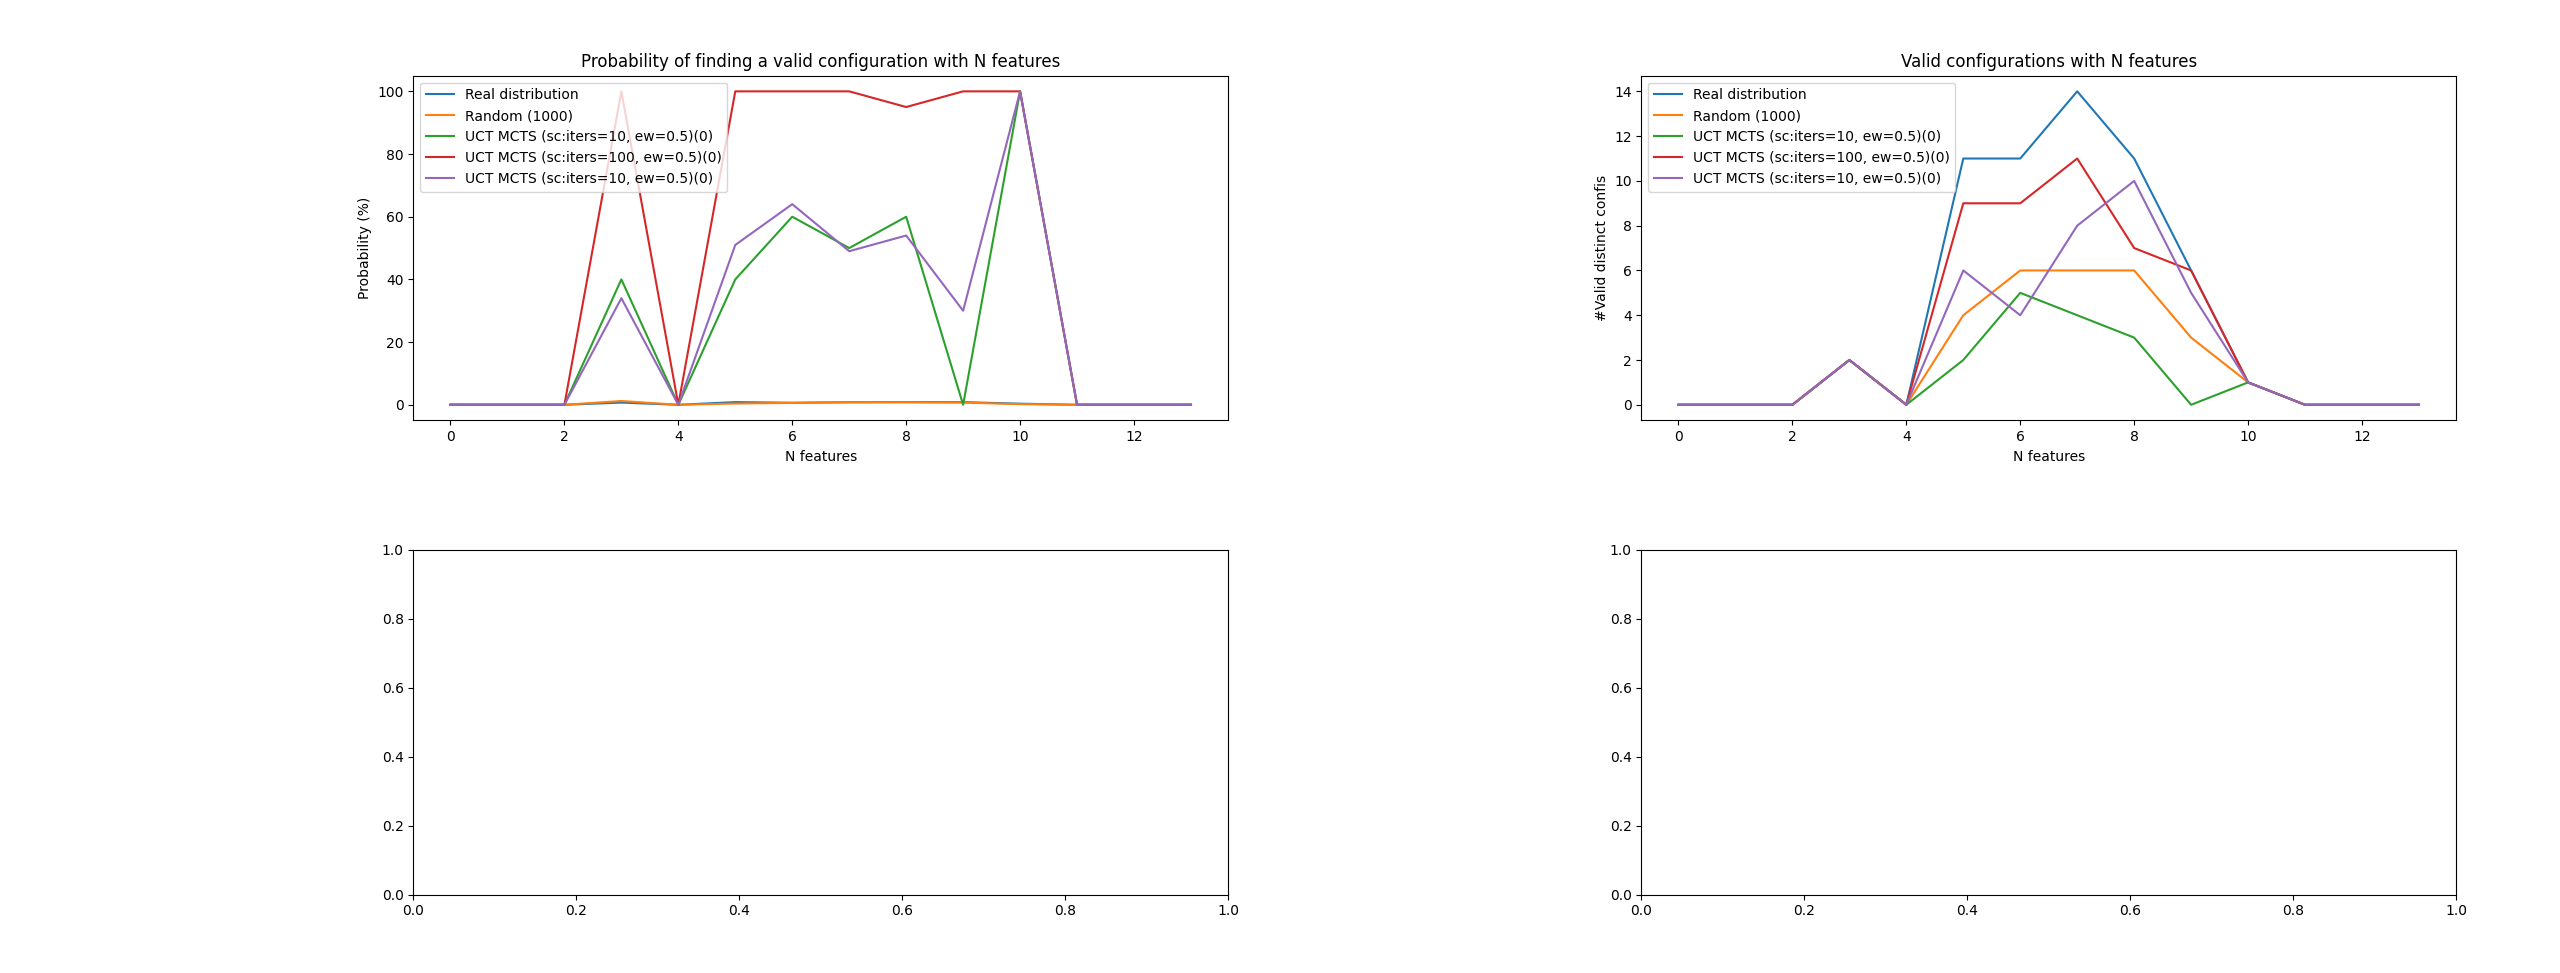 Probability of finding a valid configuration with N features
Real distribution
Random (1000)
UCT MCTS (sc:iters=10, ew=0.5)(0)
UCT MCTS (sc:iters=100, ew=0.5)(0)
UCT MCTS (sc:iters=10, ew=0.5)(0)
Probability (%)
100
80
60
40
20
0
0 2 4 6 8 10 12
N features
Valid configurations with N features
Real distribution
Random (1000)
UCT MCTS (sc:iters=10, ew=0.5)(0)
UCT MCTS (sc:iters=100, ew=0.5)(0)
UCT MCTS (sc:iters=10, ew=0.5)(0)
#Valid distinct confis
14
12
10
8
6
4
2
0
0 2 4 6 8 10 12
N features
1.0
0.8
0.6
0.4
0.2
0.0
0.0 0.2 0.4 0.6 0.8 1.0
1.0
0.8
0.6
0.4
0.2
0.0
0.0 0.2 0.4 0.6 0.8 1.0